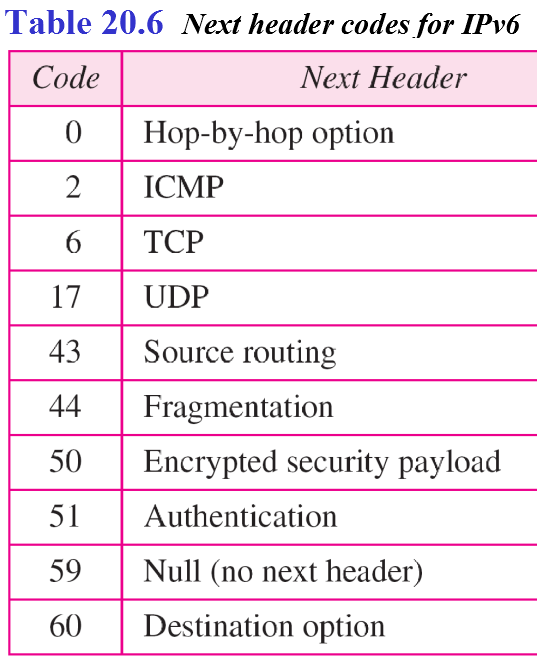 Table 20.6 Next header codes for IPv6
Code Next Header
0 Hop-by-hop option
2 ICMP
6 TCP
17 UDP
43 Source routing
44 Fragmentation
50 Encrypted security payload
51 Authentication
59 Null (no next header)
60 Destination option